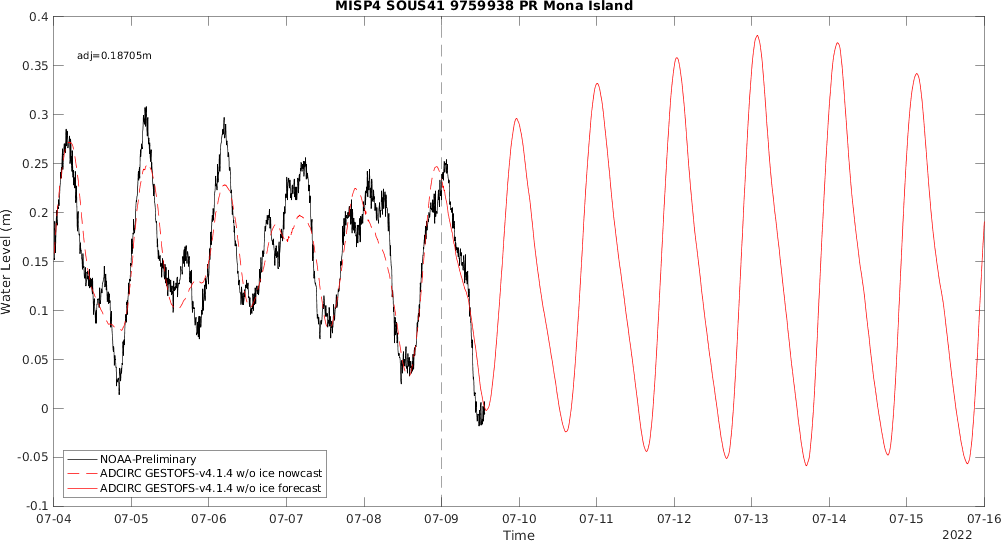 MISP4 SOUS41 9759938 PR Mona Island
adj=0.18705m
0.4
0.35
0.3
0.25
0.2
0.15
0.1
0.05
0
-0.05
-0.1
Water Level (m)
NOAA-Preliminary
ADCIRC GESTOFS-v4.1.4 w/o ice nowcast
ADCIRC GESTOFS-v4.1.4 w/o ice forecast
07-04 07-05 07-06 07-07 07-08 07-09 07-10 07-11 07-12 07-13 07-14 07-15 07-16
Time
2022